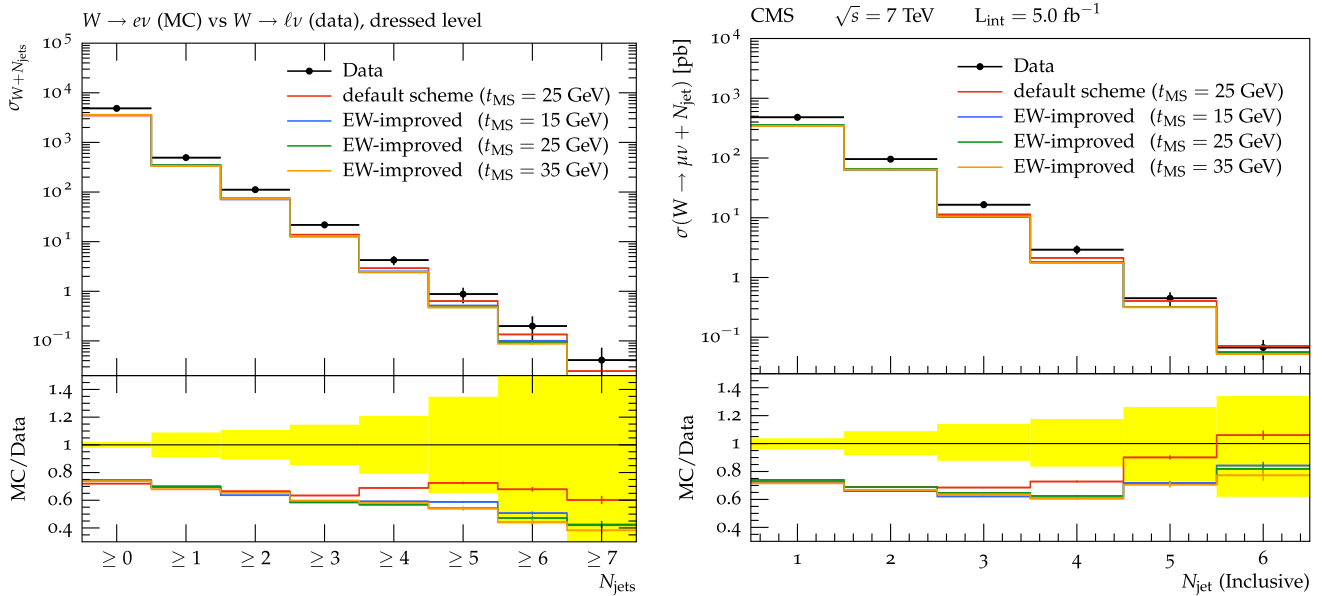 W → eν (MC) vs W → ℓν (data), dressed level
σ_{W+N_jets}
10^5
10^4
10^3
10^2
10^1
1
10^{−1}
Data
default scheme (t_MS = 25 GeV)
EW-improved (t_MS = 15 GeV)
EW-improved (t_MS = 25 GeV)
EW-improved (t_MS = 35 GeV)
MC/Data
1.4
1.2
1
0.8
0.6
0.4
≥ 0 ≥ 1 ≥ 2 ≥ 3 ≥ 4 ≥ 5 ≥ 6 ≥ 7
N_jets
CMS √s = 7 TeV L_int = 5.0 fb^{−1}
σ(W → μν + N_jet) [pb]
10^4
10^3
10^2
10^1
1
10^{−1}
Data
default scheme (t_MS = 25 GeV)
EW-improved (t_MS = 15 GeV)
EW-improved (t_MS = 25 GeV)
EW-improved (t_MS = 35 GeV)
MC/Data
1.4
1.2
1
0.8
0.6
0.4
1 2 3 4 5 6
N_jet (Inclusive)